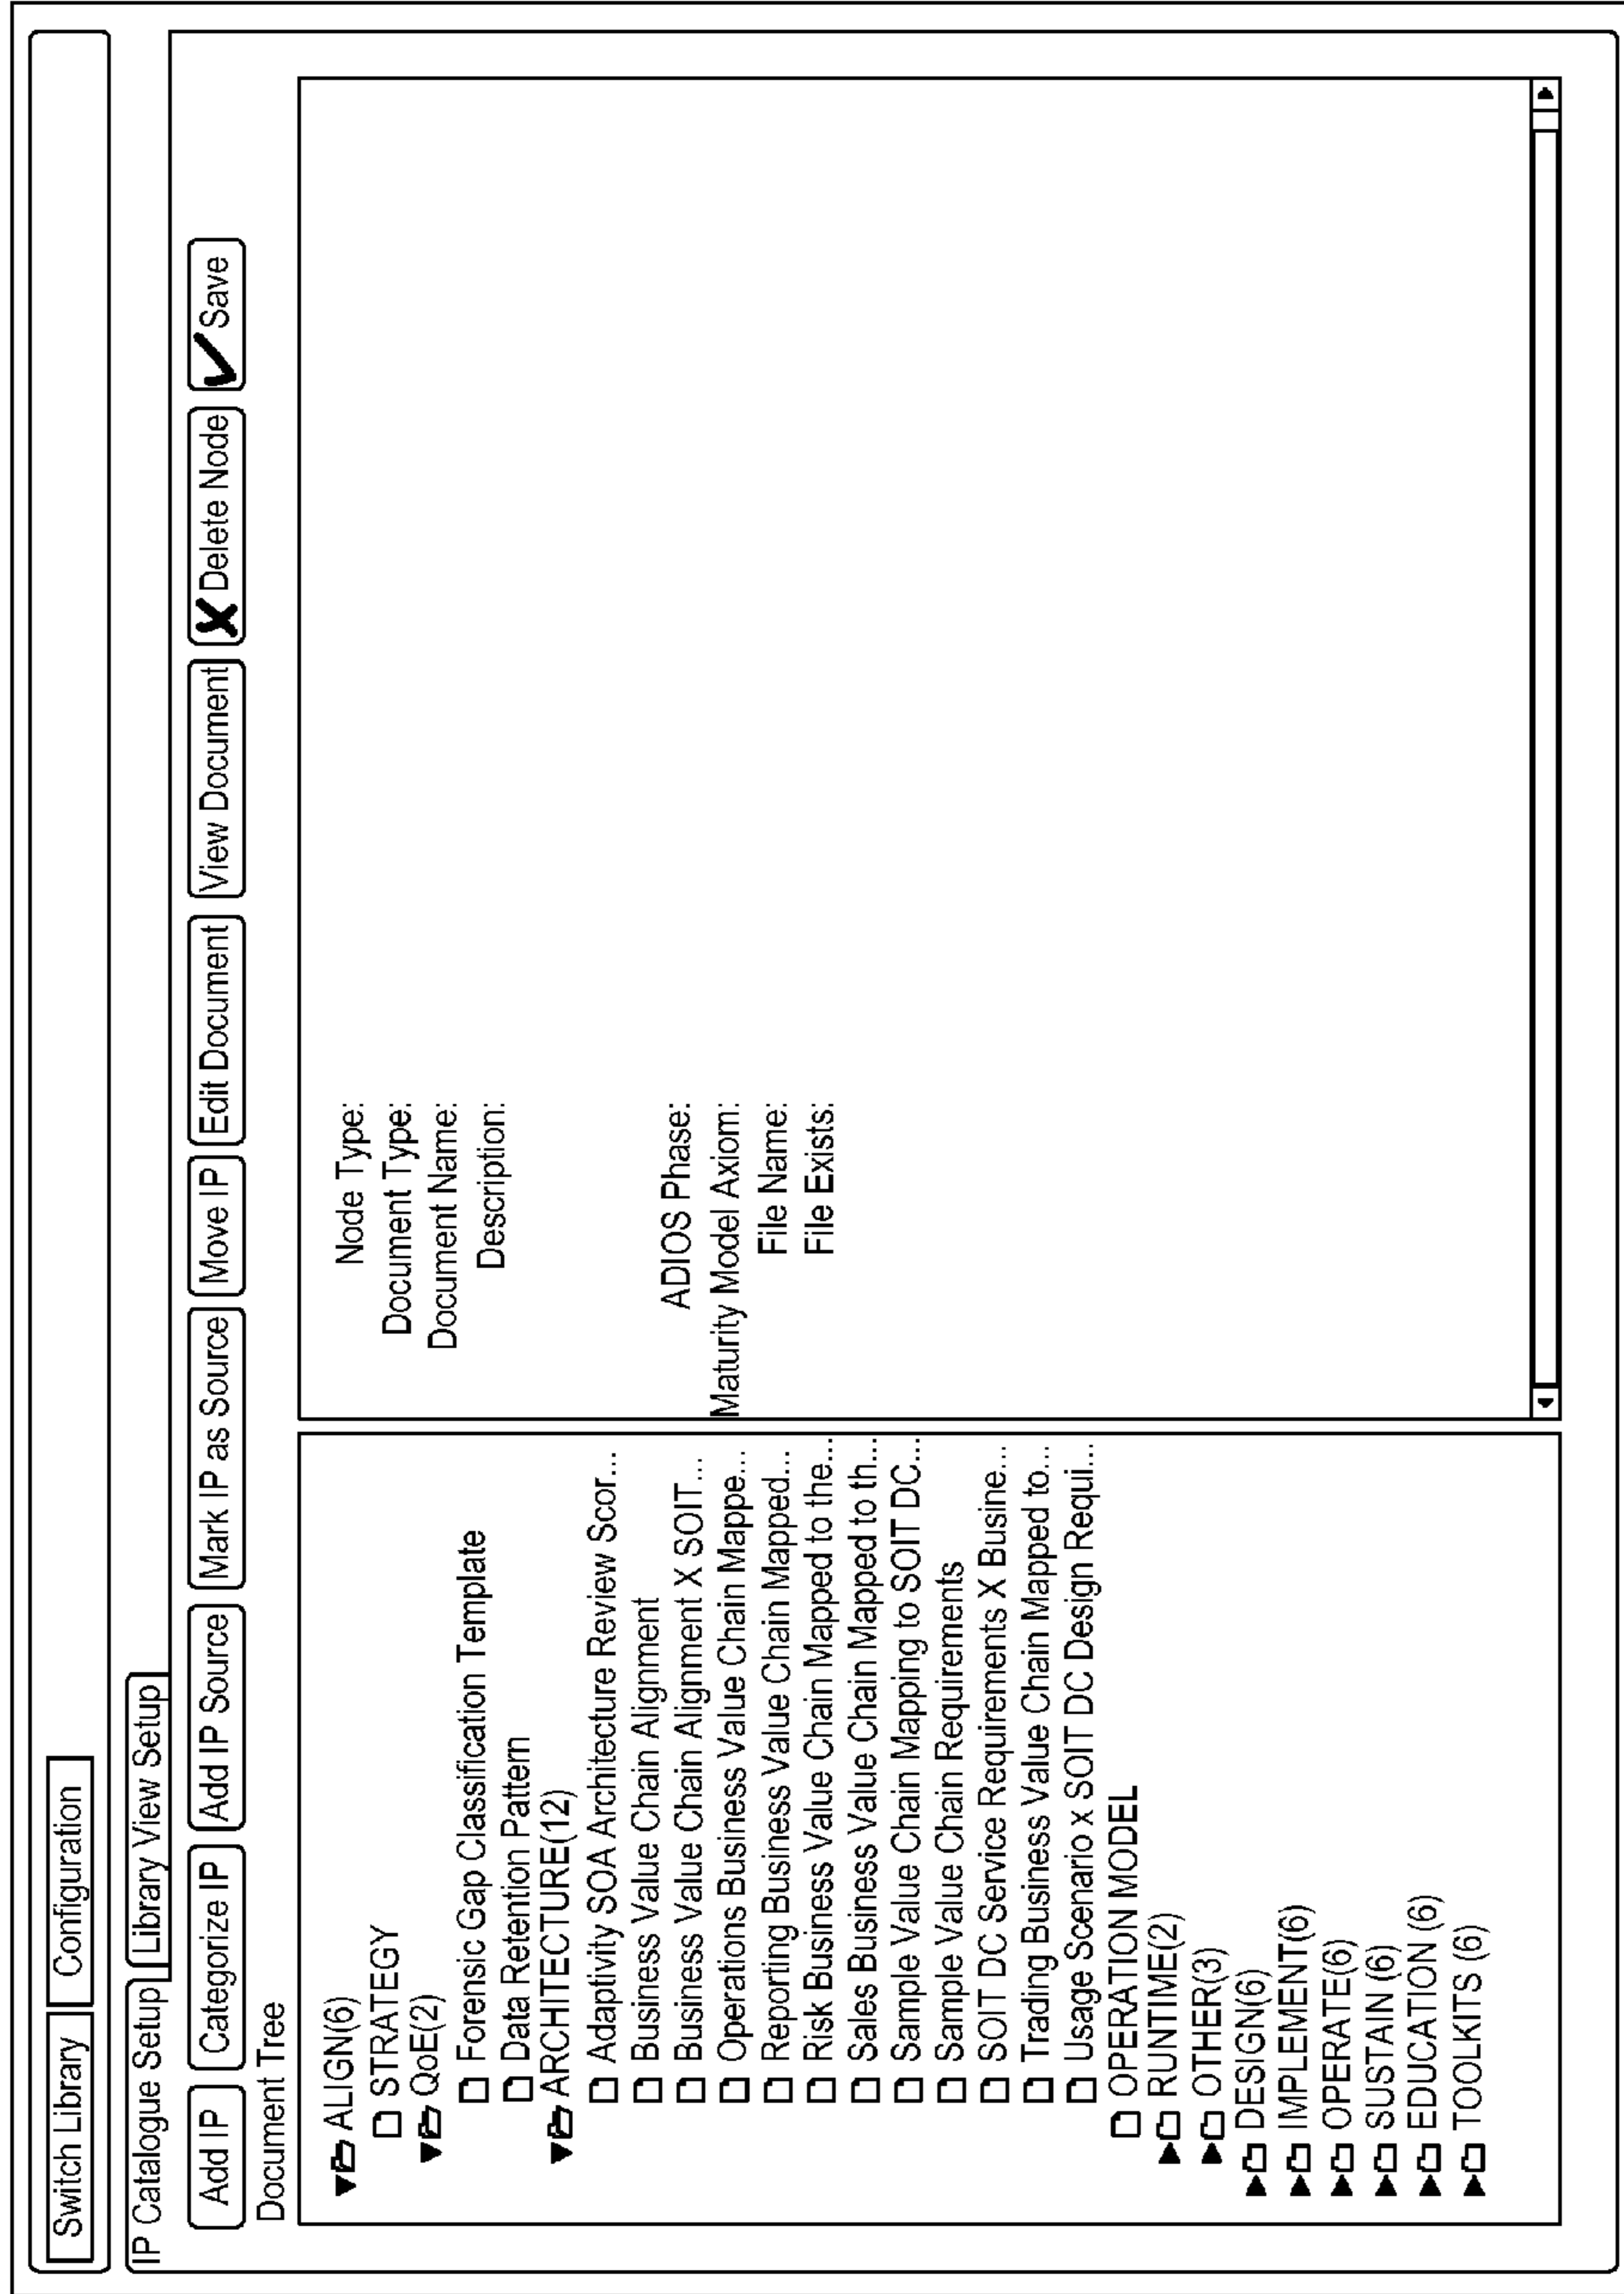 Switch Library Configuration
IP Catalogue Setup Library View Setup
Add IP Categorize IP Add IP Source Mark IP as Source Move IP Edit Document View Document Delete Node Save
Document Tree
ALIGN(6)
STRATEGY
QoE(2)
Forensic Gap Classification Template
Data Retention Pattern
ARCHITECTURE(12)
Adaptivity SOA Architecture Review Scor...
Business Value Chain Alignment
Business Value Chain Alignment X SOIT...
Operations Business Value Chain Mappe...
Reporting Business Value Chain Mapped...
Risk Business Value Chain Mapped to the...
Sales Business Value Chain Mapped to th...
Sample Value Chain Mapping to SOIT DC...
Sample Value Chain Requirements
SOIT DC Service Requirements X Busine...
Trading Business Value Chain Mapped to...
Usage Scenario x SOIT DC Design Requi...
OPERATION MODEL
RUNTIME(2)
OTHER(3)
DESIGN(6)
IMPLEMENT(6)
OPERATE(6)
SUSTAIN (6)
EDUCATION (6)
TOOLKITS (6)
Node Type:
Document Type:
Document Name:
Description:
ADIOS Phase:
Maturity Model Axiom:
File Name:
File Exists: